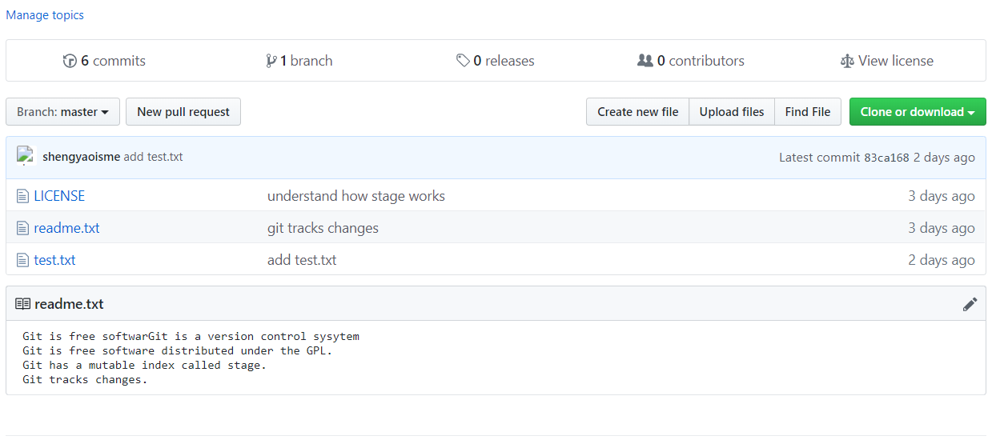 Manage topics
6 commits 1 branch 0 releases 0 contributors View license
Branch: master New pull request Create new file Upload files Find File Clone or download
shengyaoisme add test.txt Latest commit 83ca168 2 days ago
LICENSE understand how stage works 3 days ago
readme.txt git tracks changes 3 days ago
test.txt add test.txt 2 days ago
readme.txt
Git is free softwarGit is a version control sysytem
Git is free software distributed under the GPL.
Git has a mutable index called stage.
Git tracks changes.